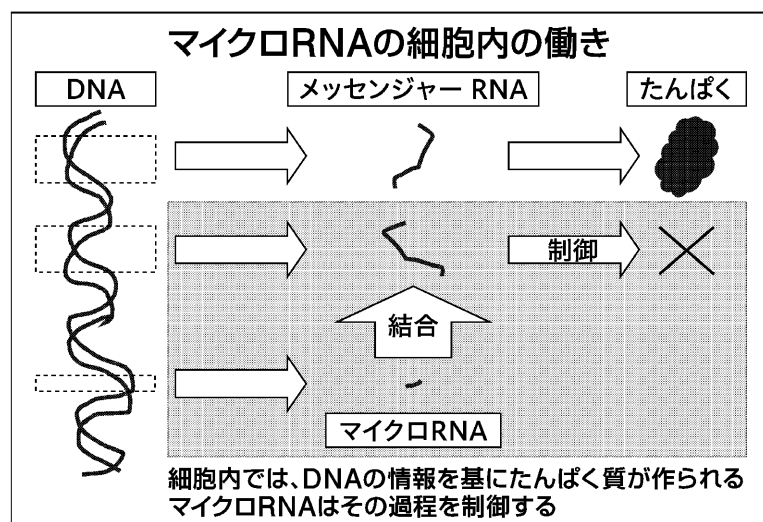 マイクロRNAの細胞内の働き
DNA
メッセンジャー RNA
たんぱく
制御
結合
マイクロRNA
細胞内では、DNAの情報を基にたんぱく質が作られる
マイクロRNAはその過程を制御する